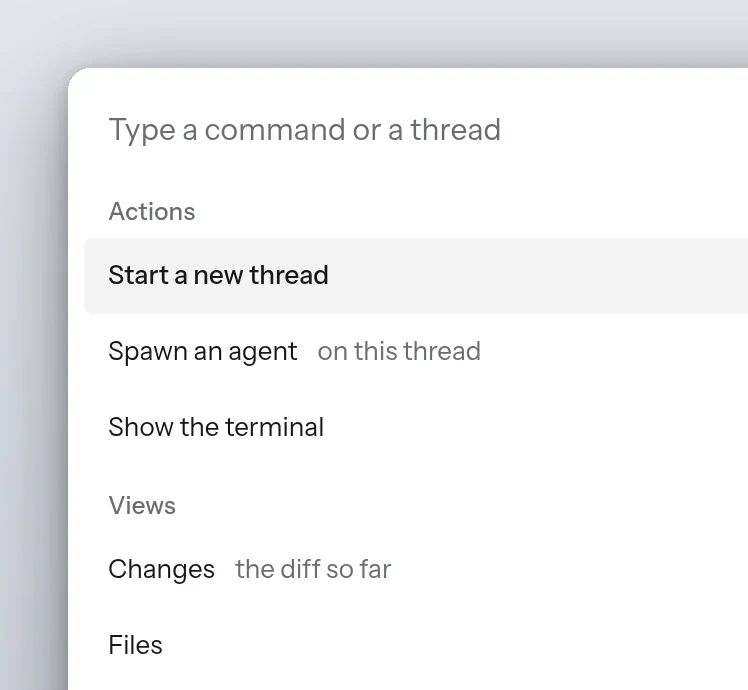 Type a command or a thread
Actions
Start a new thread
Spawn an agent on this thread
Show the terminal
Views
Changes the diff so far
Files